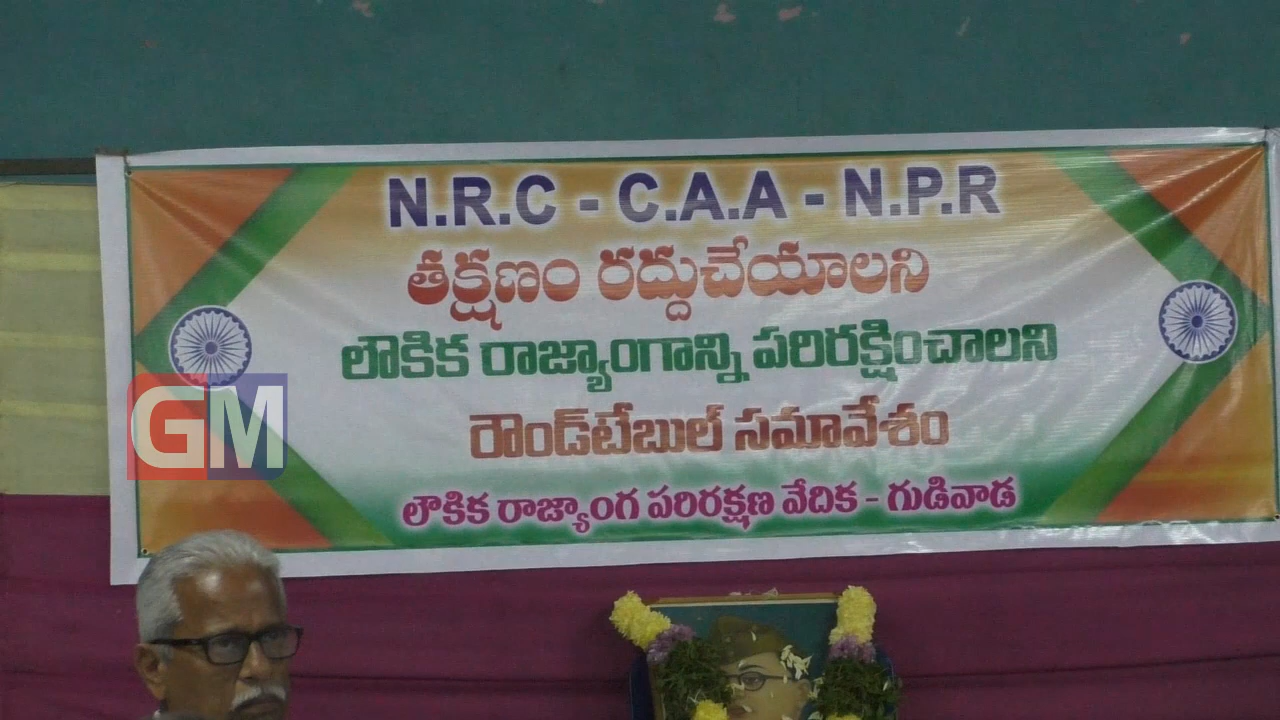 N.R.C - C.A.A - N.P.R
తక్షణం రద్దుచేయాలని
లౌకిక రాజ్యాంగాన్ని పరిరక్షించాలని
రౌండ్‌టేబుల్ సమావేశం
లౌకిక రాజ్యాంగ పరిరక్షణ వేదిక - గుడివాడ
GM